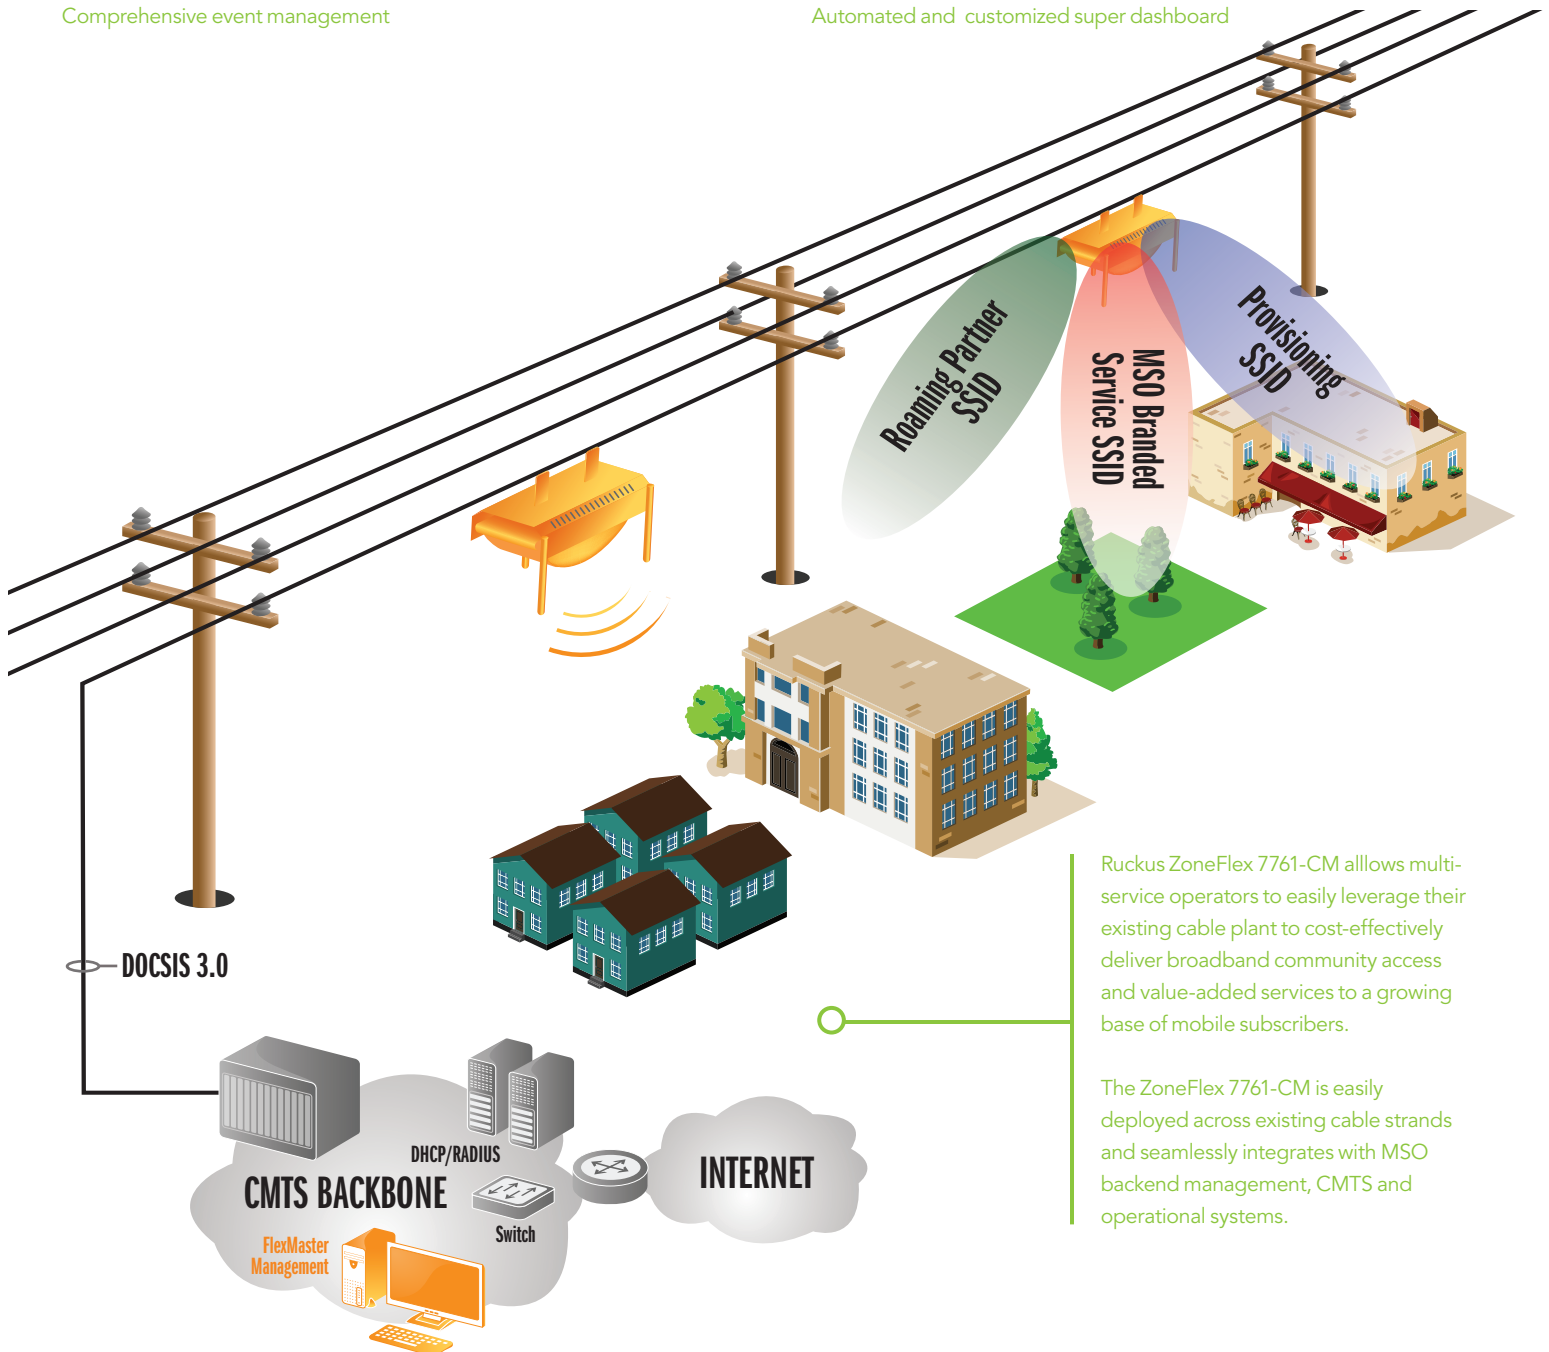 Comprehensive event management
Automated and customized super dashboard
Roaming Partner
SSID
MSO Branded
Service SSID
Provisioning
SSID
DOCSIS 3.0
Ruckus ZoneFlex 7761-CM alllows multi-
service operators to easily leverage their
existing cable plant to cost-effectively
deliver broadband community access
and value-added services to a growing
base of mobile subscribers.
The ZoneFlex 7761-CM is easily
deployed across existing cable strands
and seamlessly integrates with MSO
backend management, CMTS and
operational systems.
DHCP/RADIUS
CMTS BACKBONE
INTERNET
Switch
FlexMaster
Management